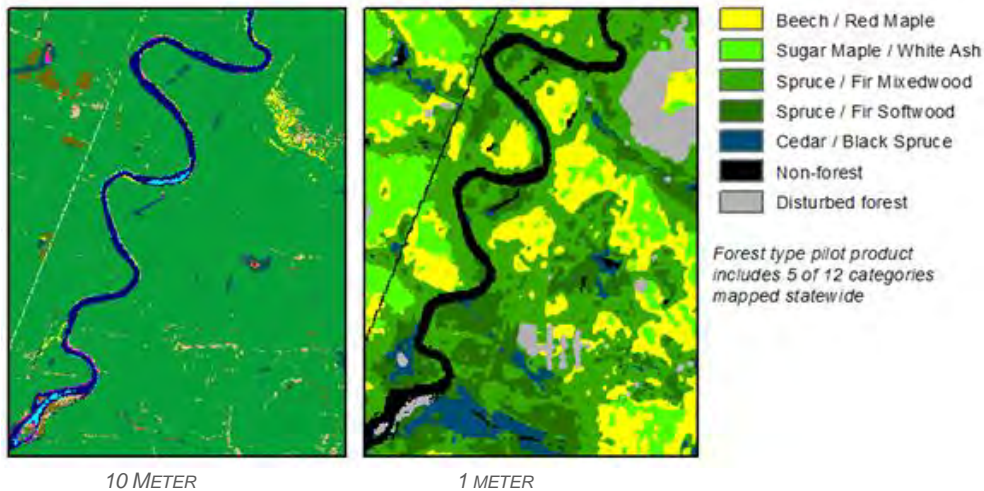 Beech / Red Maple
Sugar Maple / White Ash
Spruce / Fir Mixedwood
Spruce / Fir Softwood
Cedar / Black Spruce
Non-forest
Disturbed forest
Forest type pilot product
includes 5 of 12 categories
mapped statewide
10 METER
1 METER